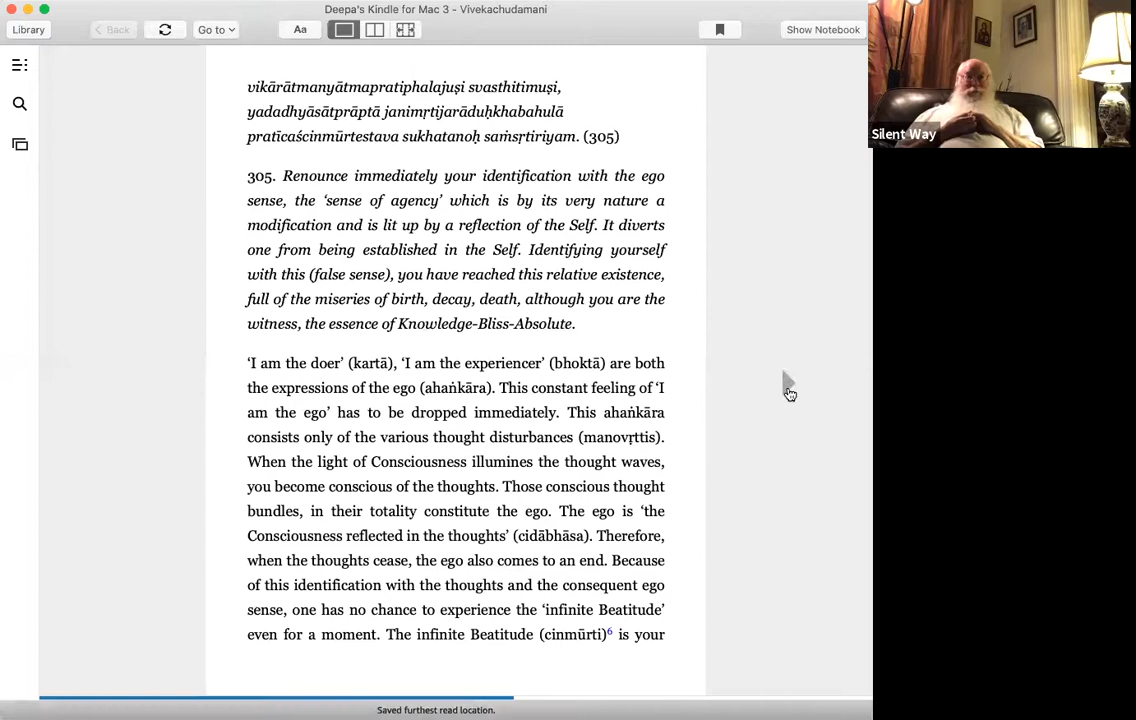 Deepa's Kindle for Mac 3 - Vivekachudamani
Library
Back
Go to
Aa
Show Notebook
Silent Way
vikārātmanyātmapratiphalajuṣi svasthitimuṣi,
yadadhyāsātprāptā janimṛtijarāduḥkhabahulā
pratīcaścinmūrtestava sukhatanoḥ saṁsṛtiriyam. (305)
305. Renounce immediately your identification with the ego
sense, the ‘sense of agency’ which is by its very nature a
modification and is lit up by a reflection of the Self. It diverts
one from being established in the Self. Identifying yourself
with this (false sense), you have reached this relative existence,
full of the miseries of birth, decay, death, although you are the
witness, the essence of Knowledge-Bliss-Absolute.
‘I am the doer’ (kartā), ‘I am the experiencer’ (bhoktā) are both
the expressions of the ego (ahaṅkāra). This constant feeling of ‘I
am the ego’ has to be dropped immediately. This ahaṅkāra
consists only of the various thought disturbances (manovṛttis).
When the light of Consciousness illumines the thought waves,
you become conscious of the thoughts. Those conscious thought
bundles, in their totality constitute the ego. The ego is ‘the
Consciousness reflected in the thoughts’ (cidābhāsa). Therefore,
when the thoughts cease, the ego also comes to an end. Because
of this identification with the thoughts and the consequent ego
sense, one has no chance to experience the ‘infinite Beatitude’
even for a moment. The infinite Beatitude (cinmūrti)6 is your
Saved furthest read location.